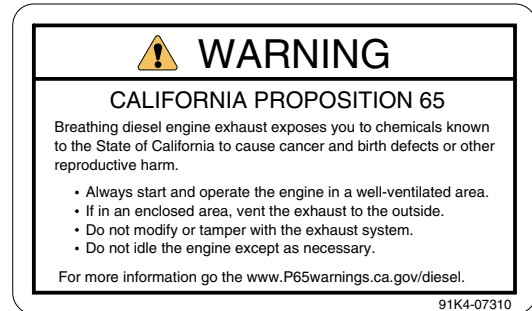 WARNING
CALIFORNIA PROPOSITION 65
Breathing diesel engine exhaust exposes you to chemicals known
to the State of California to cause cancer and birth defects or other
reproductive harm.
• Always start and operate the engine in a well-ventilated area.
• If in an enclosed area, vent the exhaust to the outside.
• Do not modify or tamper with the exhaust system.
• Do not idle the engine except as necessary.
For more information go the www.P65warnings.ca.gov/diesel.
91K4-07310